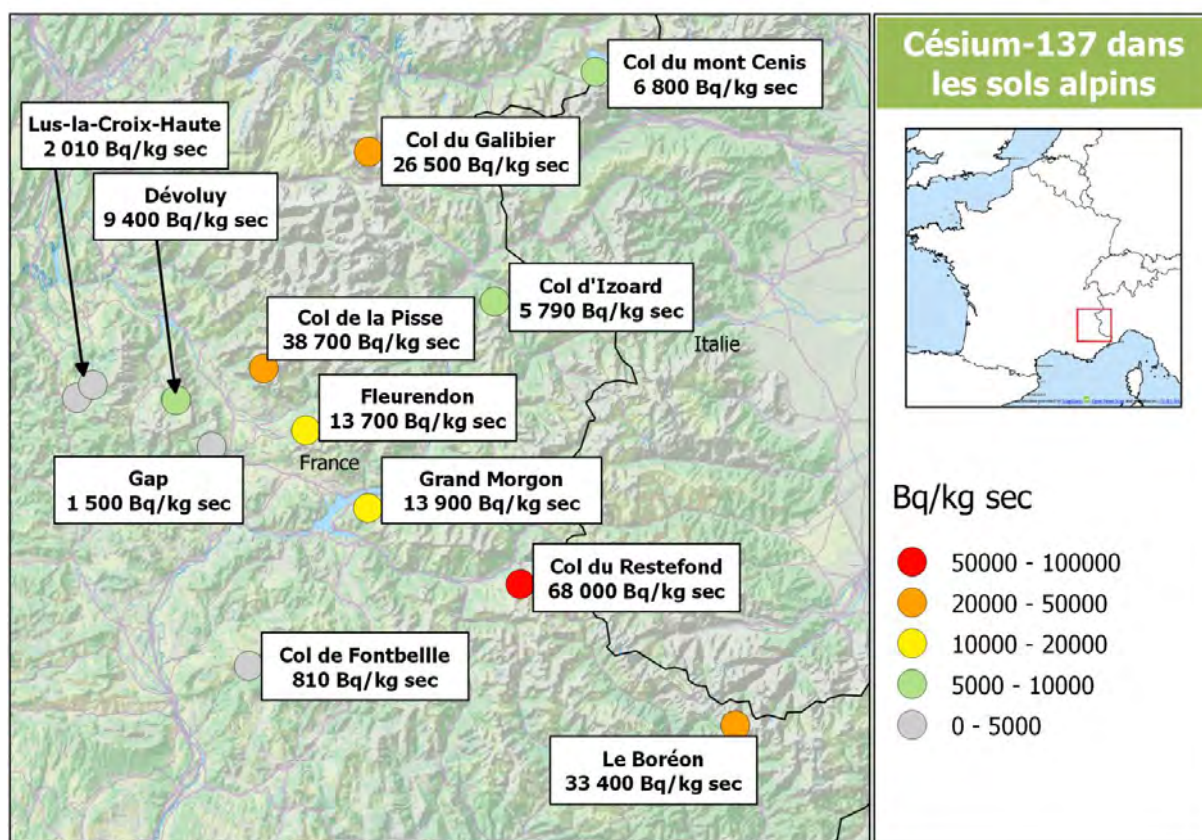 Césium-137 dans
les sols alpins
Col du mont Cenis
6 800 Bq/kg sec
Lus-la-Croix-Haute
2 010 Bq/kg sec
Col du Galibier
26 500 Bq/kg sec
Dévoluy
9 400 Bq/kg sec
Col d'Izoard
5 790 Bq/kg sec
Col de la Pisse
38 700 Bq/kg sec
Italie
Fleurendon
13 700 Bq/kg sec
France
Gap
1 500 Bq/kg sec
Grand Morgon
13 900 Bq/kg sec
Col du Restefond
68 000 Bq/kg sec
Col de Fontbellle
810 Bq/kg sec
Le Boréon
33 400 Bq/kg sec
Bq/kg sec
50000 - 100000
20000 - 50000
10000 - 20000
5000 - 10000
0 - 5000